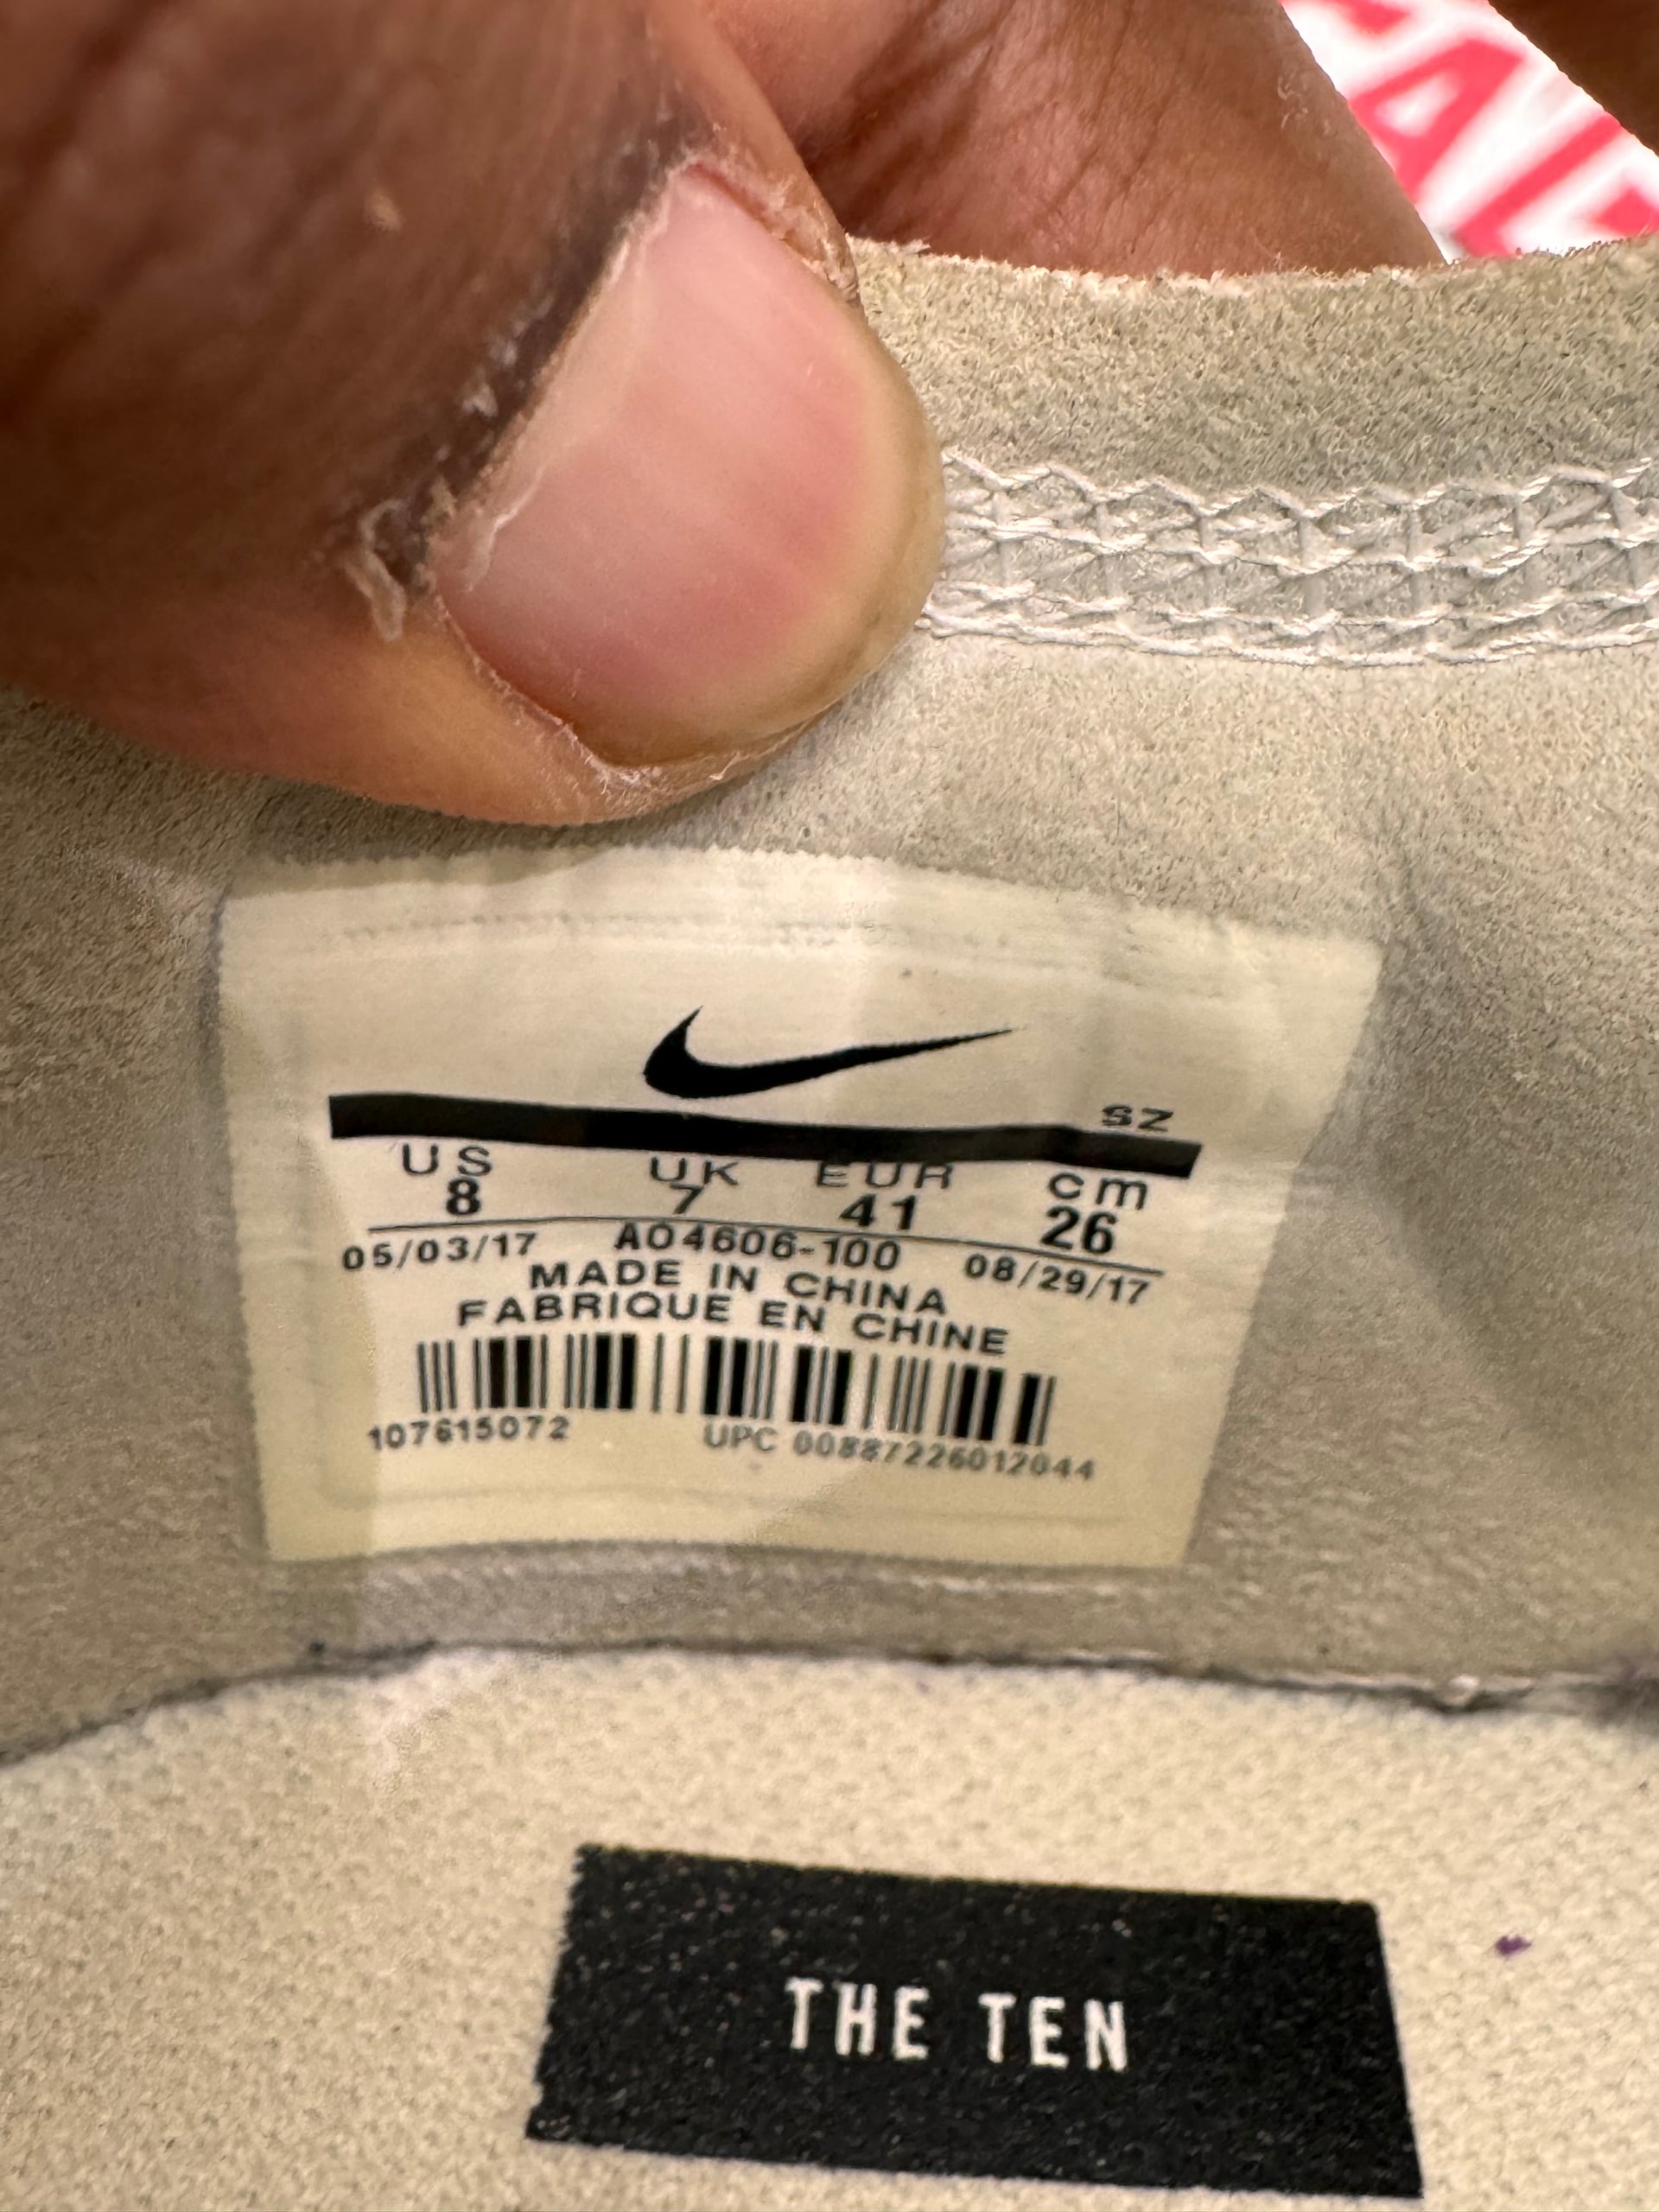 SZ
US UK EUR cm
8 7 41 26
05/03/17 AO4606-100 08/29/17
MADE IN CHINA
FABRIQUE EN CHINE
107615072 UPC 00887226012044
THE TEN